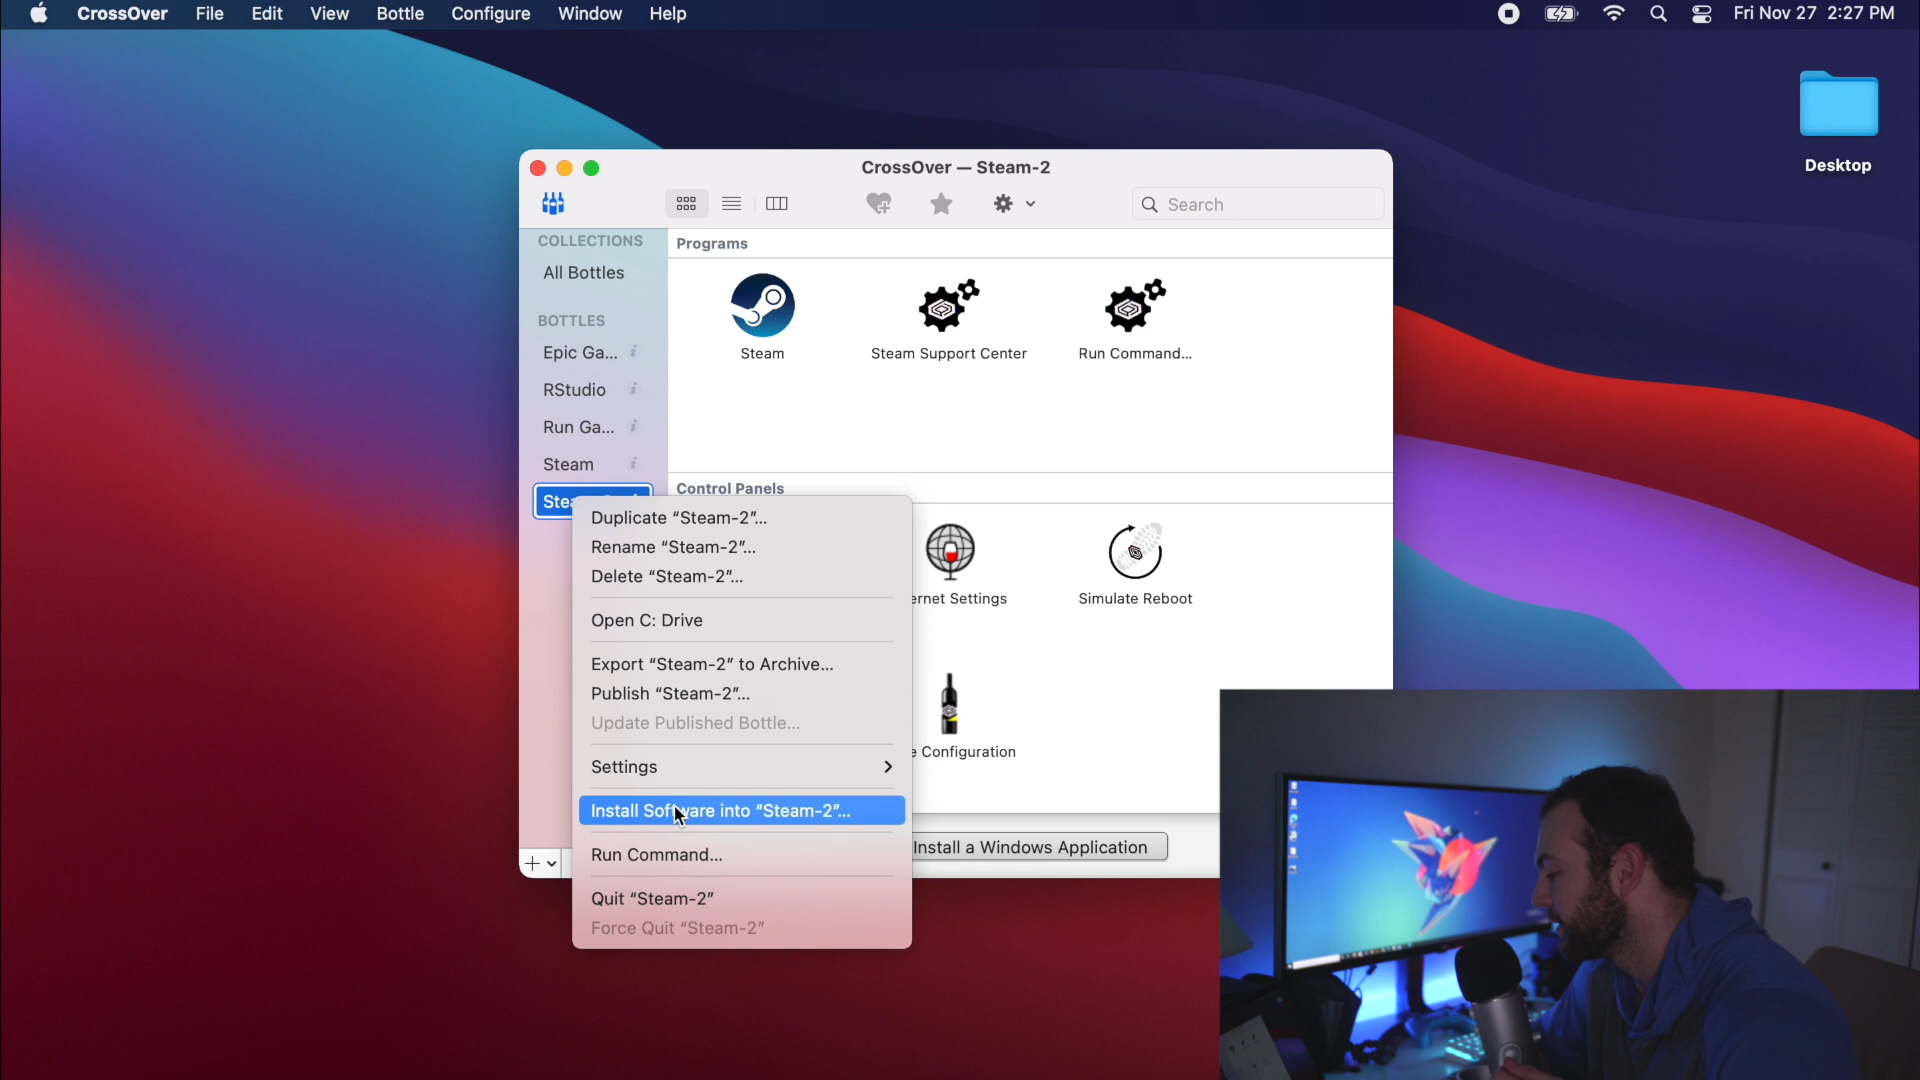 CrossOver File Edit View Bottle Configure Window Help Fri Nov 27 2:27 PM
Desktop
CrossOver — Steam-2
Search
COLLECTIONS
All Bottles
BOTTLES
Epic Ga...
RStudio
Run Ga...
Steam
Stea
Programs
Steam
Steam Support Center
Run Command...
Control Panels
ernet Settings
Simulate Reboot
e Configuration
Install a Windows Application
Duplicate “Steam-2”...
Rename “Steam-2”...
Delete “Steam-2”...
Open C: Drive
Export “Steam-2” to Archive...
Publish “Steam-2”...
Update Published Bottle...
Settings
Install Software into “Steam-2”...
Run Command...
Quit “Steam-2”
Force Quit “Steam-2”